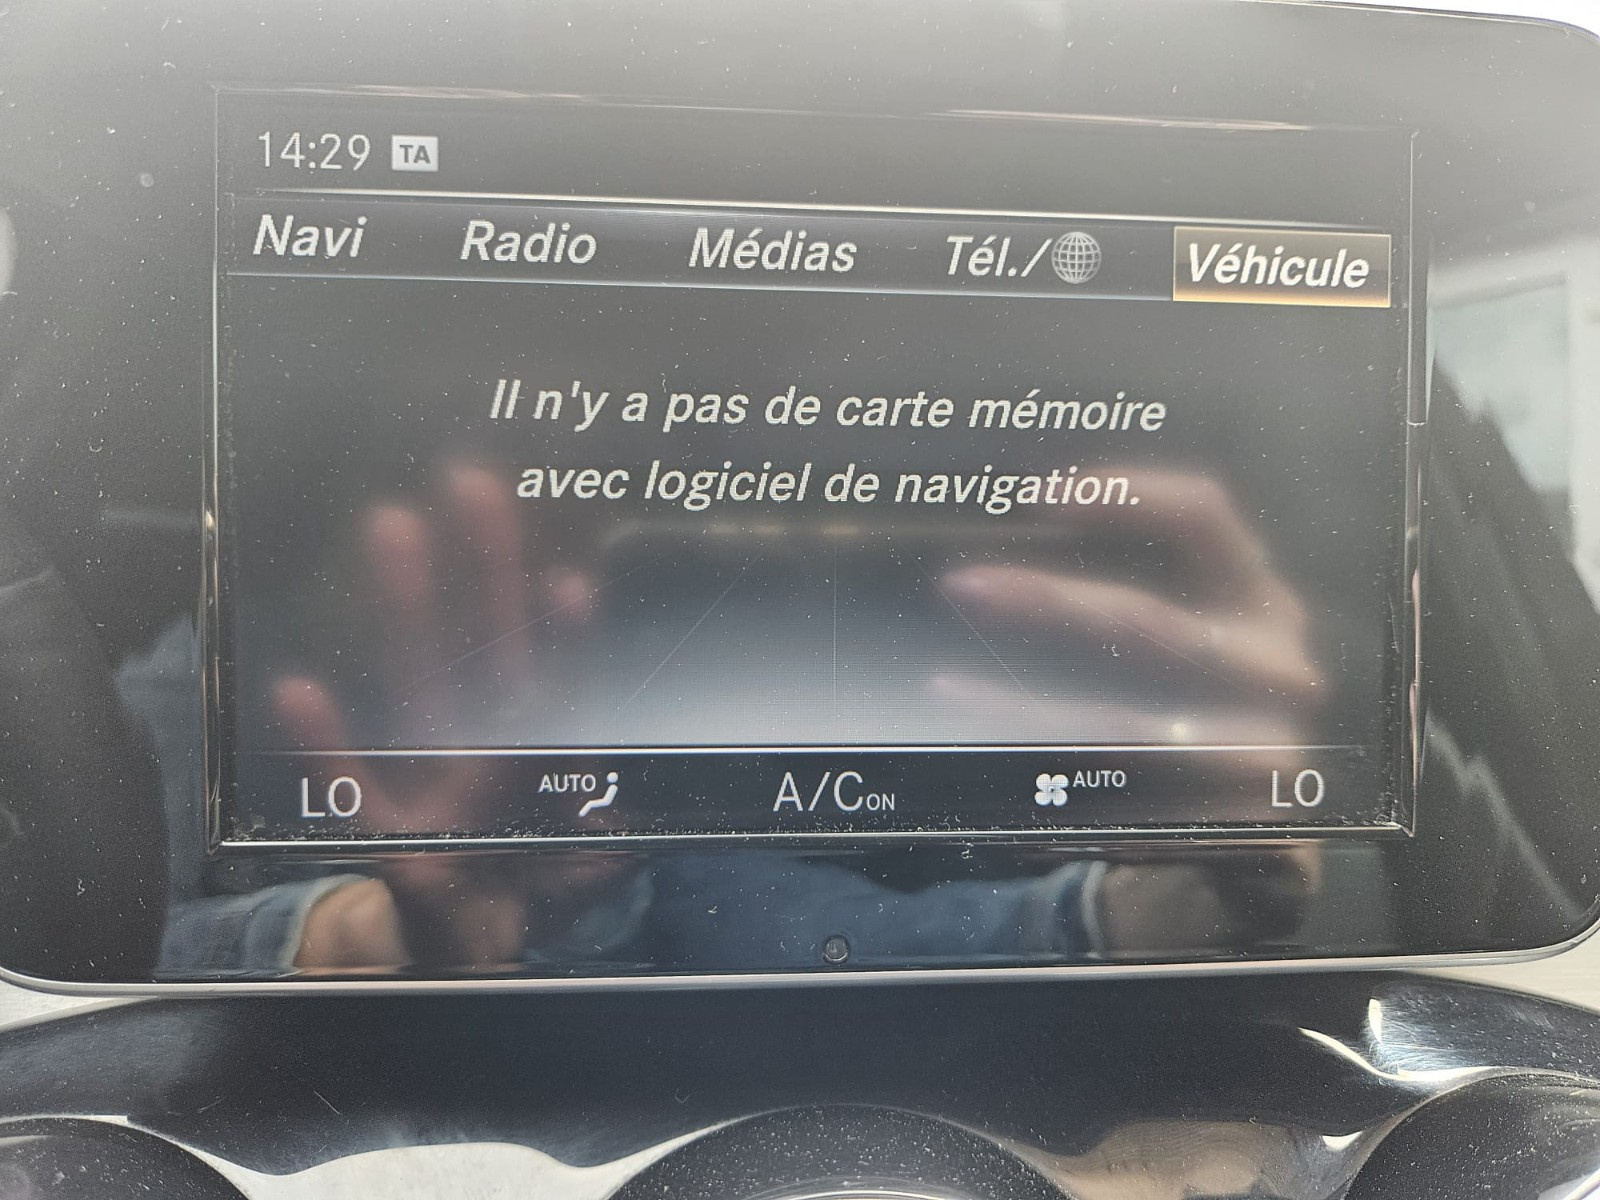 14:29 TA
Navi Radio Médias Tél./ Véhicule
Il n'y a pas de carte mémoire
avec logiciel de navigation.
LO AUTO A/C ON AUTO LO